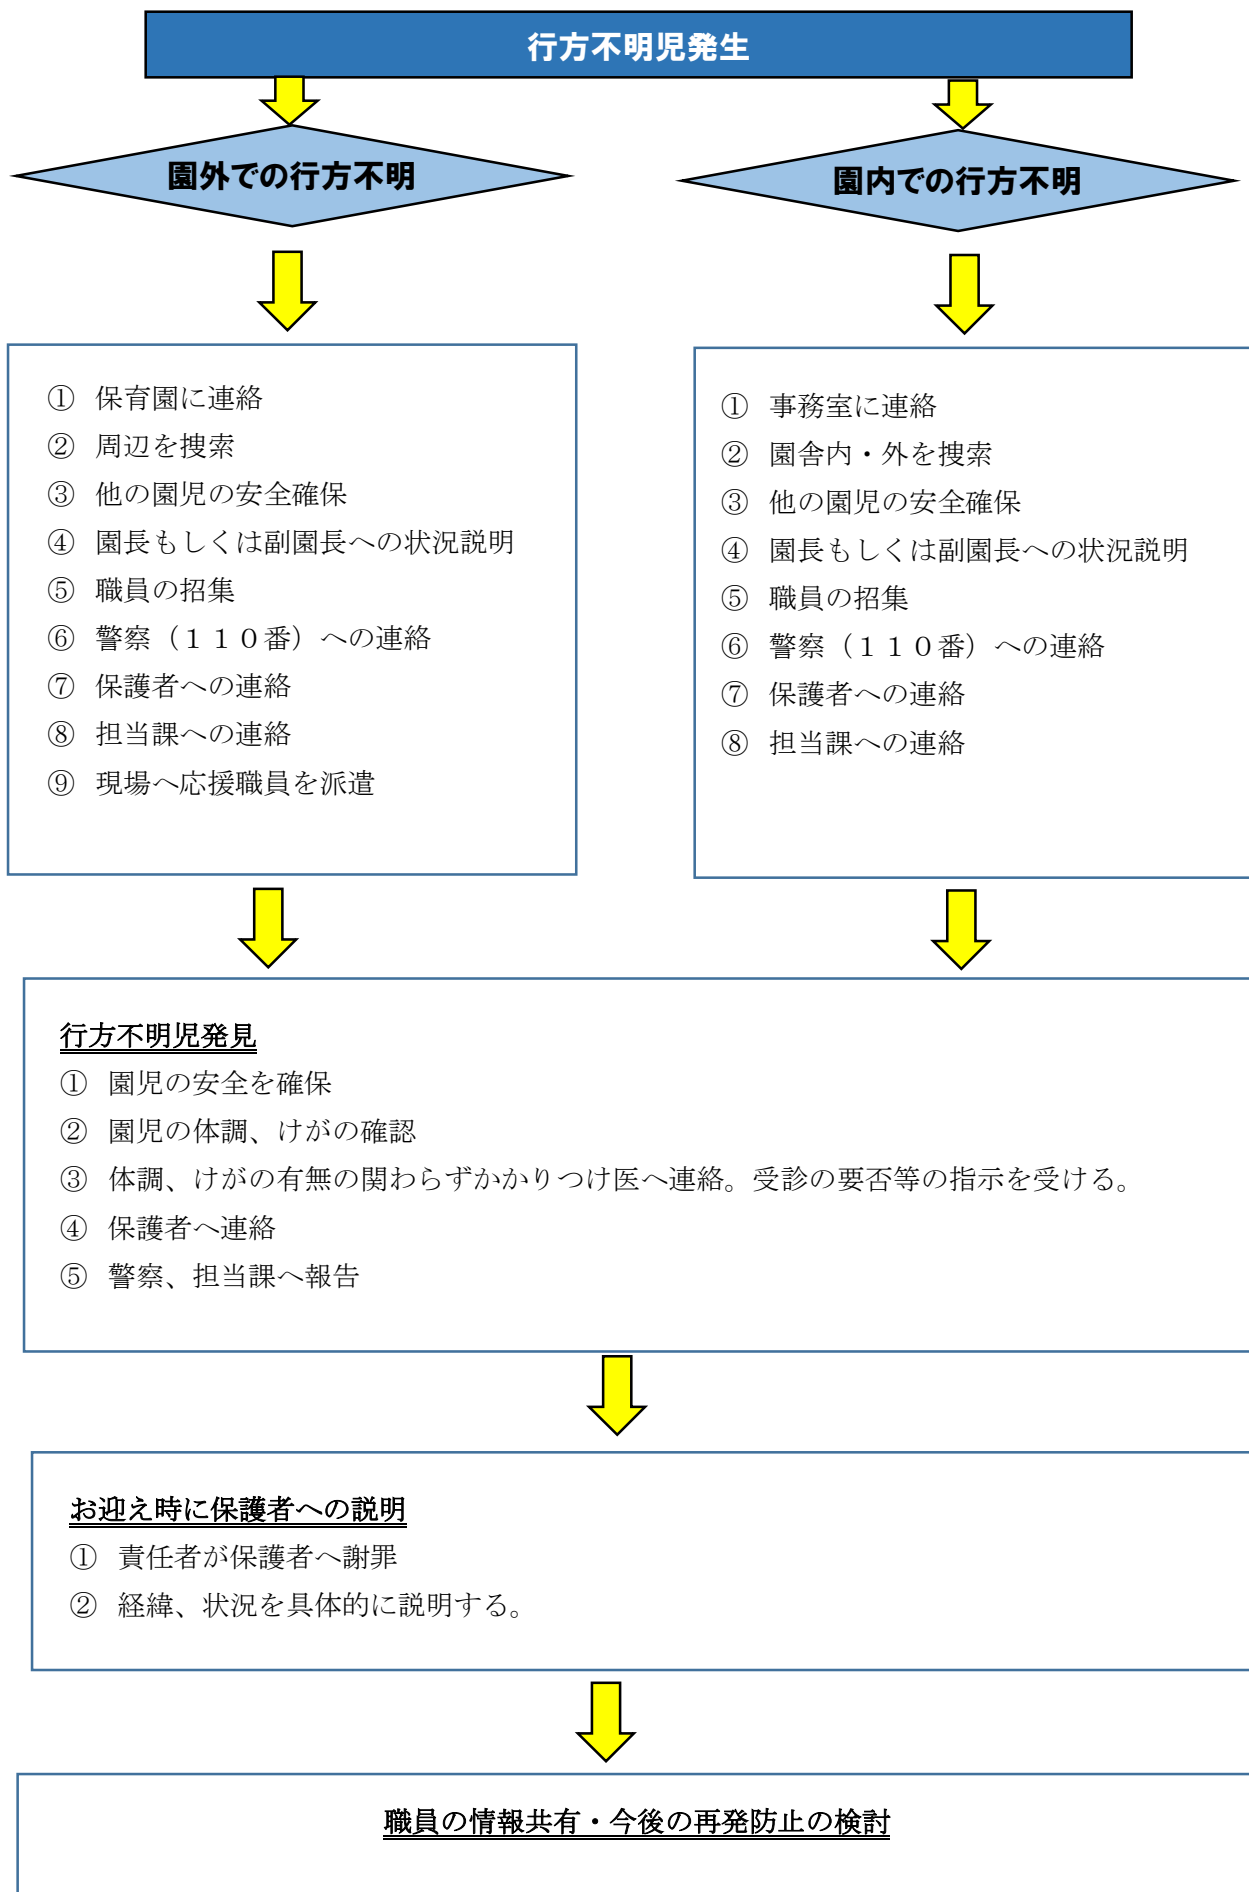 行方不明児発生
園外での行方不明
園内での行方不明
① 保育園に連絡
② 周辺を捜索
③ 他の園児の安全確保
④ 園長もしくは副園長への状況説明
⑤ 職員の招集
⑥ 警察（１１０番）への連絡
⑦ 保護者への連絡
⑧ 担当課への連絡
⑨ 現場へ応援職員を派遣
① 事務室に連絡
② 園舎内・外を捜索
③ 他の園児の安全確保
④ 園長もしくは副園長への状況説明
⑤ 職員の招集
⑥ 警察（１１０番）への連絡
⑦ 保護者への連絡
⑧ 担当課への連絡
行方不明児発見
① 園児の安全を確保
② 園児の体調、けがの確認
③ 体調、けがの有無の関わらずかかりつけ医へ連絡。受診の要否等の指示を受ける。
④ 保護者へ連絡
⑤ 警察、担当課へ報告
お迎え時に保護者への説明
① 責任者が保護者へ謝罪
② 経緯、状況を具体的に説明する。
職員の情報共有・今後の再発防止の検討